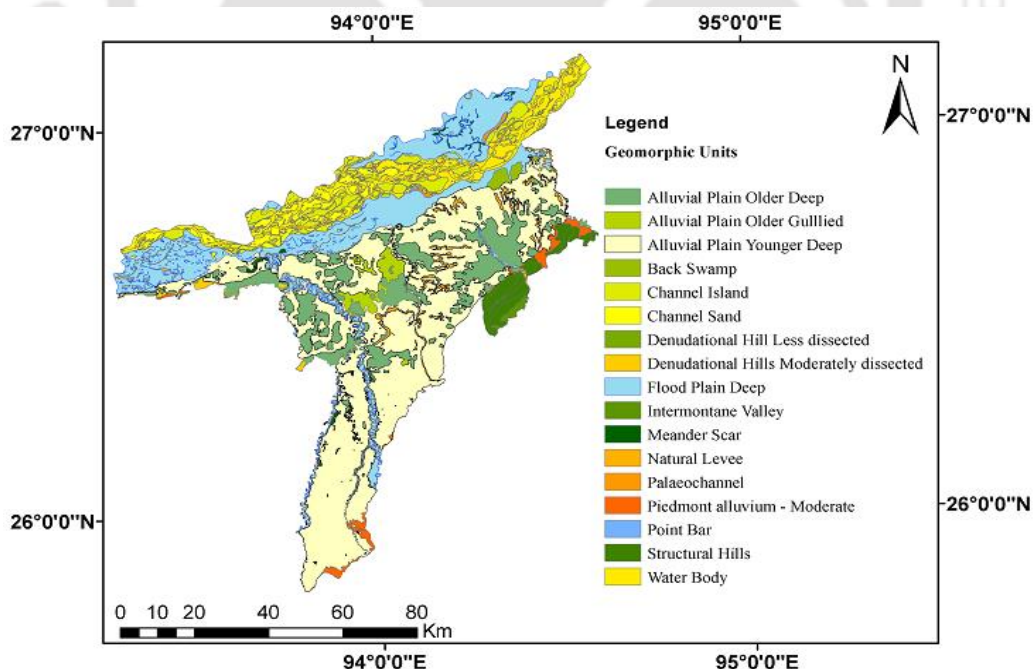 94°0'0"E 95°0'0"E
N
27°0'0"N 27°0'0"N
Legend
Geomorphic Units
Alluvial Plain Older Deep
Alluvial Plain Older Gulllied
Alluvial Plain Younger Deep
Back Swamp
Channel Island
Channel Sand
Denudational Hill Less dissected
Denudational Hills Moderately dissected
Flood Plain Deep
Intermontane Valley
Meander Scar
Natural Levee
Palaeochannel
Piedmont alluvium - Moderate
Point Bar
Structural Hills
Water Body
26°0'0"N 26°0'0"N
0 10 20 40 60 80
Km
94°0'0"E 95°0'0"E